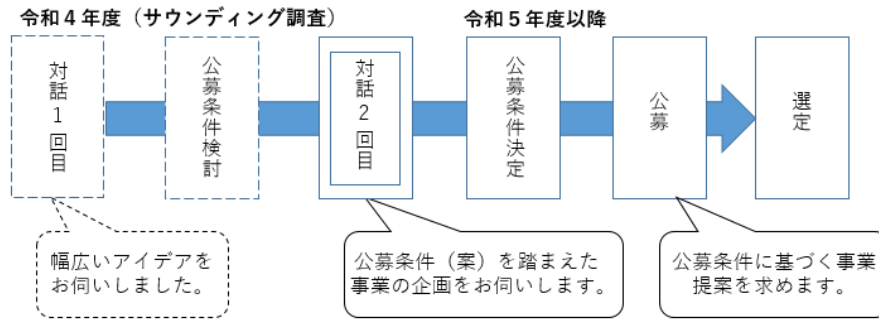 令和４年度（サウンディング調査）
令和５年度以降
対話１回目
公募条件検討
対話２回目
公募条件決定
公募
選定
幅広いアイデアを
お伺いしました。
公募条件（案）を踏まえた
事業の企画をお伺いします。
公募条件に基づく事業
提案を求めます。